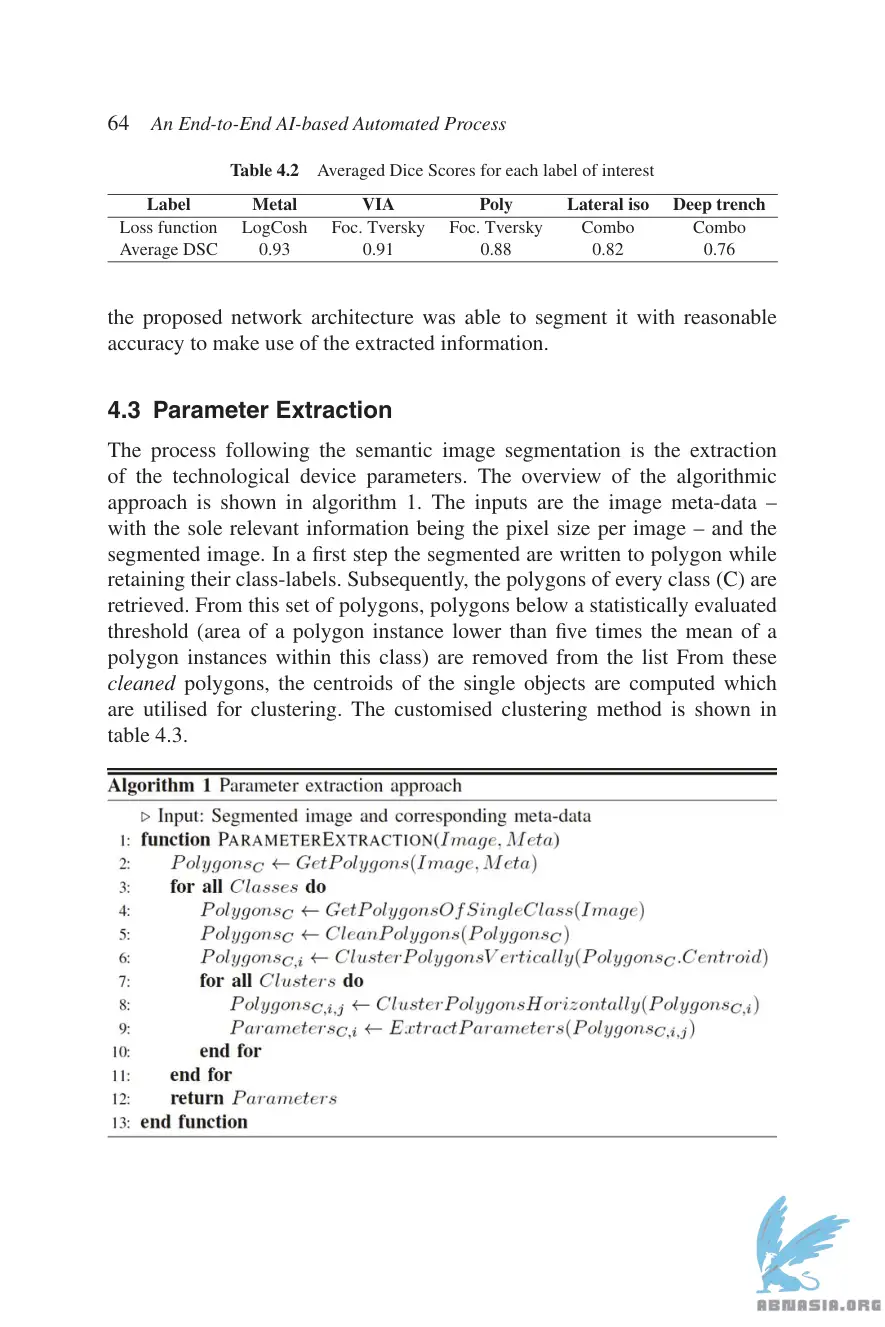 64 An End-to-End AI-based Automated Process
Table 4.2 Averaged Dice Scores for each label of interest
Label Metal VIA Poly Lateral iso Deep trench
Loss function LogCosh Foc. Tversky Foc. Tversky Combo Combo
Average DSC 0.93 0.91 0.88 0.82 0.76
the proposed network architecture was able to segment it with reasonable
accuracy to make use of the extracted information.
4.3 Parameter Extraction
The process following the semantic image segmentation is the extraction
of the technological device parameters. The overview of the algorithmic
approach is shown in algorithm 1. The inputs are the image meta-data –
with the sole relevant information being the pixel size per image – and the
segmented image. In a first step the segmented are written to polygon while
retaining their class-labels. Subsequently, the polygons of every class (C) are
retrieved. From this set of polygons, polygons below a statistically evaluated
threshold (area of a polygon instance lower than five times the mean of a
polygon instances within this class) are removed from the list From these
cleaned polygons, the centroids of the single objects are computed which
are utilised for clustering. The customised clustering method is shown in
table 4.3.
Algorithm 1 Parameter extraction approach
▷ Input: Segmented image and corresponding meta-data
1: function PARAMETEREXTRACTION(Image, Meta)
2: Polygons_C ← GetPolygons(Image, Meta)
3: for all Classes do
4: Polygons_C ← GetPolygonsOfSingleClass(Image)
5: Polygons_C ← CleanPolygons(Polygons_C)
6: Polygons_C,i ← ClusterPolygonsVertically(Polygons_C.Centroid)
7: for all Clusters do
8: Polygons_C,i,j ← ClusterPolygonsHorizontally(Polygons_C,i)
9: Parameters_C,i ← ExtractParameters(Polygons_C,i,j)
10: end for
11: end for
12: return Parameters
13: end function
ABNASIA.ORG